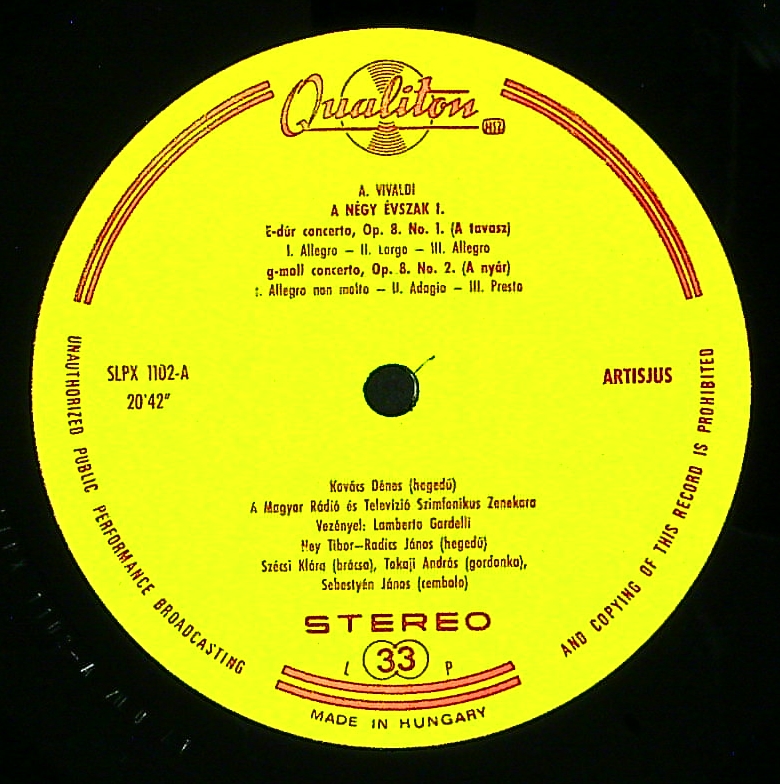 Qualiton
A. VIVALDI
A NÉGY ÉVSZAK I.
E-dúr concerto, Op. 8. No. 1. (A tavasz)
I. Allegro – II. Largo – III. Allegro
g-moll concerto, Op. 8. No. 2. (A nyár)
I. Allegro non molto – II. Adagio – III. Presto
SLPX 1102-A
20'42"
ARTISJUS
Kovács Dénes (hegedű)
A Magyar Rádió és Televizió Szimfonikus Zenekara
Vezényel: Lamberto Gardelli
Ney Tibor–Radics János (hegedű)
Szécsi Klára (brácsa), Takaji András (gordonka),
Sebestyén János (cembalo)
STEREO
L 33 P
UNAUTHORIZED PUBLIC PERFORMANCE BROADCASTING
AND COPYING OF THIS RECORD IS PROHIBITED
MADE IN HUNGARY